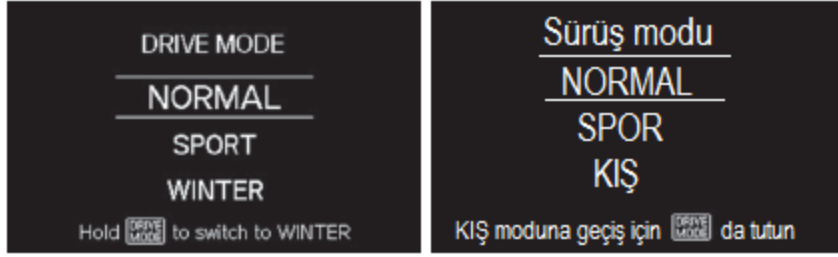 DRIVE MODE
NORMAL
SPORT
WINTER
Hold DRIVE MODE to switch to WINTER
Sürüş modu
NORMAL
SPOR
KIŞ
KIŞ moduna geçiş için DRIVE MODE da tutun